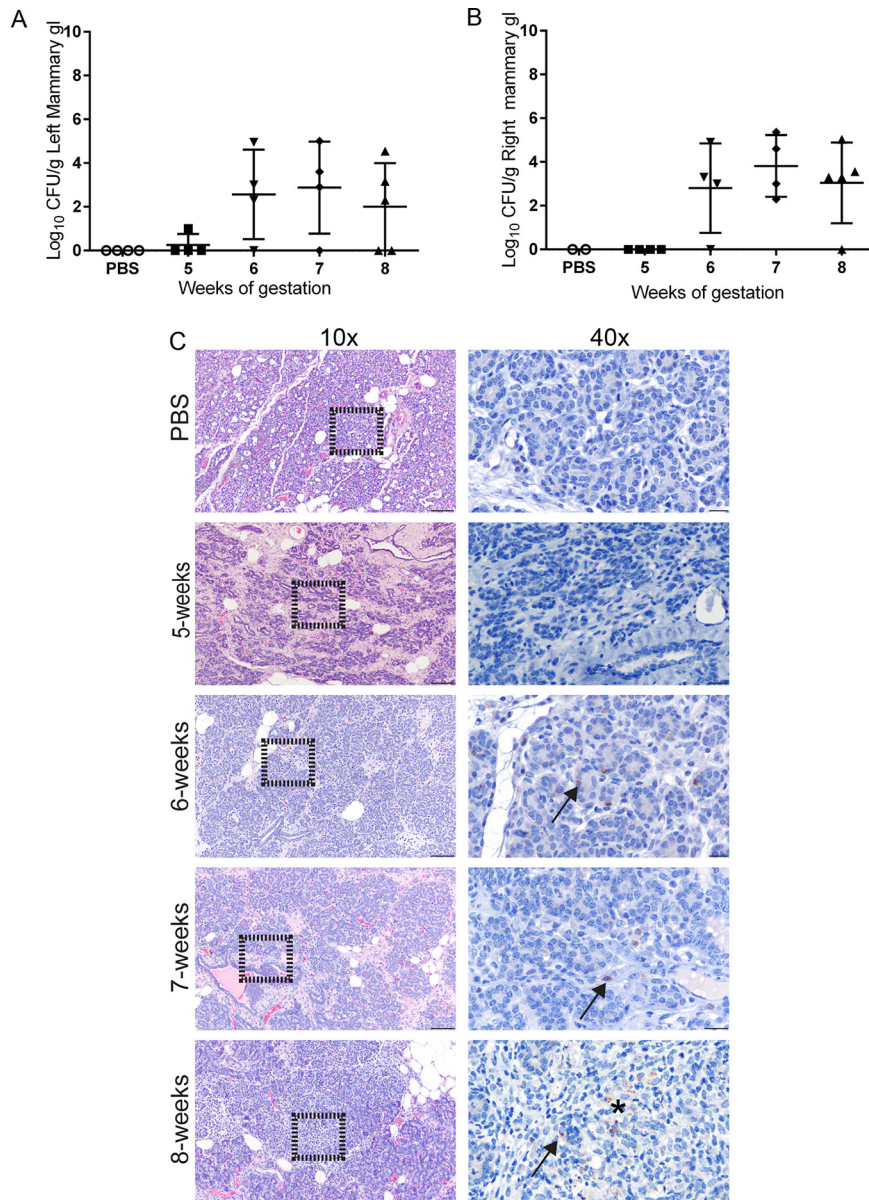 A
Log10 CFU/g Left Mammary gl
10
8
6
4
2
0
PBS 5 6 7 8
Weeks of gestation
B
Log10 CFU/g Right mammary gl
10
8
6
4
2
0
PBS 5 6 7 8
Weeks of gestation
C
10x 40x
PBS
5-weeks
6-weeks
7-weeks
8-weeks
*